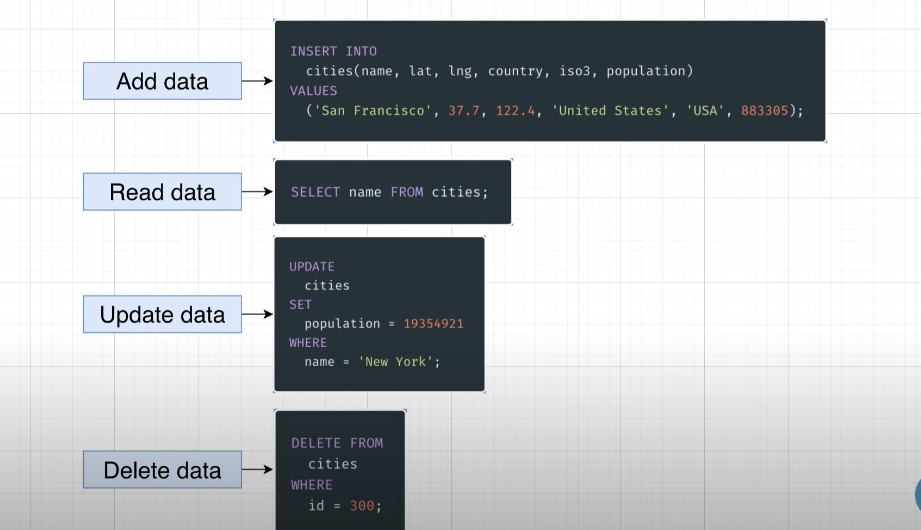 Add data
INSERT INTO
cities(name, lat, lng, country, iso3, population)
VALUES
('San Francisco', 37.7, 122.4, 'United States', 'USA', 883305);
Read data
SELECT name FROM cities;
Update data
UPDATE
cities
SET
population = 19354921
WHERE
name = 'New York';
Delete data
DELETE FROM
cities
WHERE
id = 300;